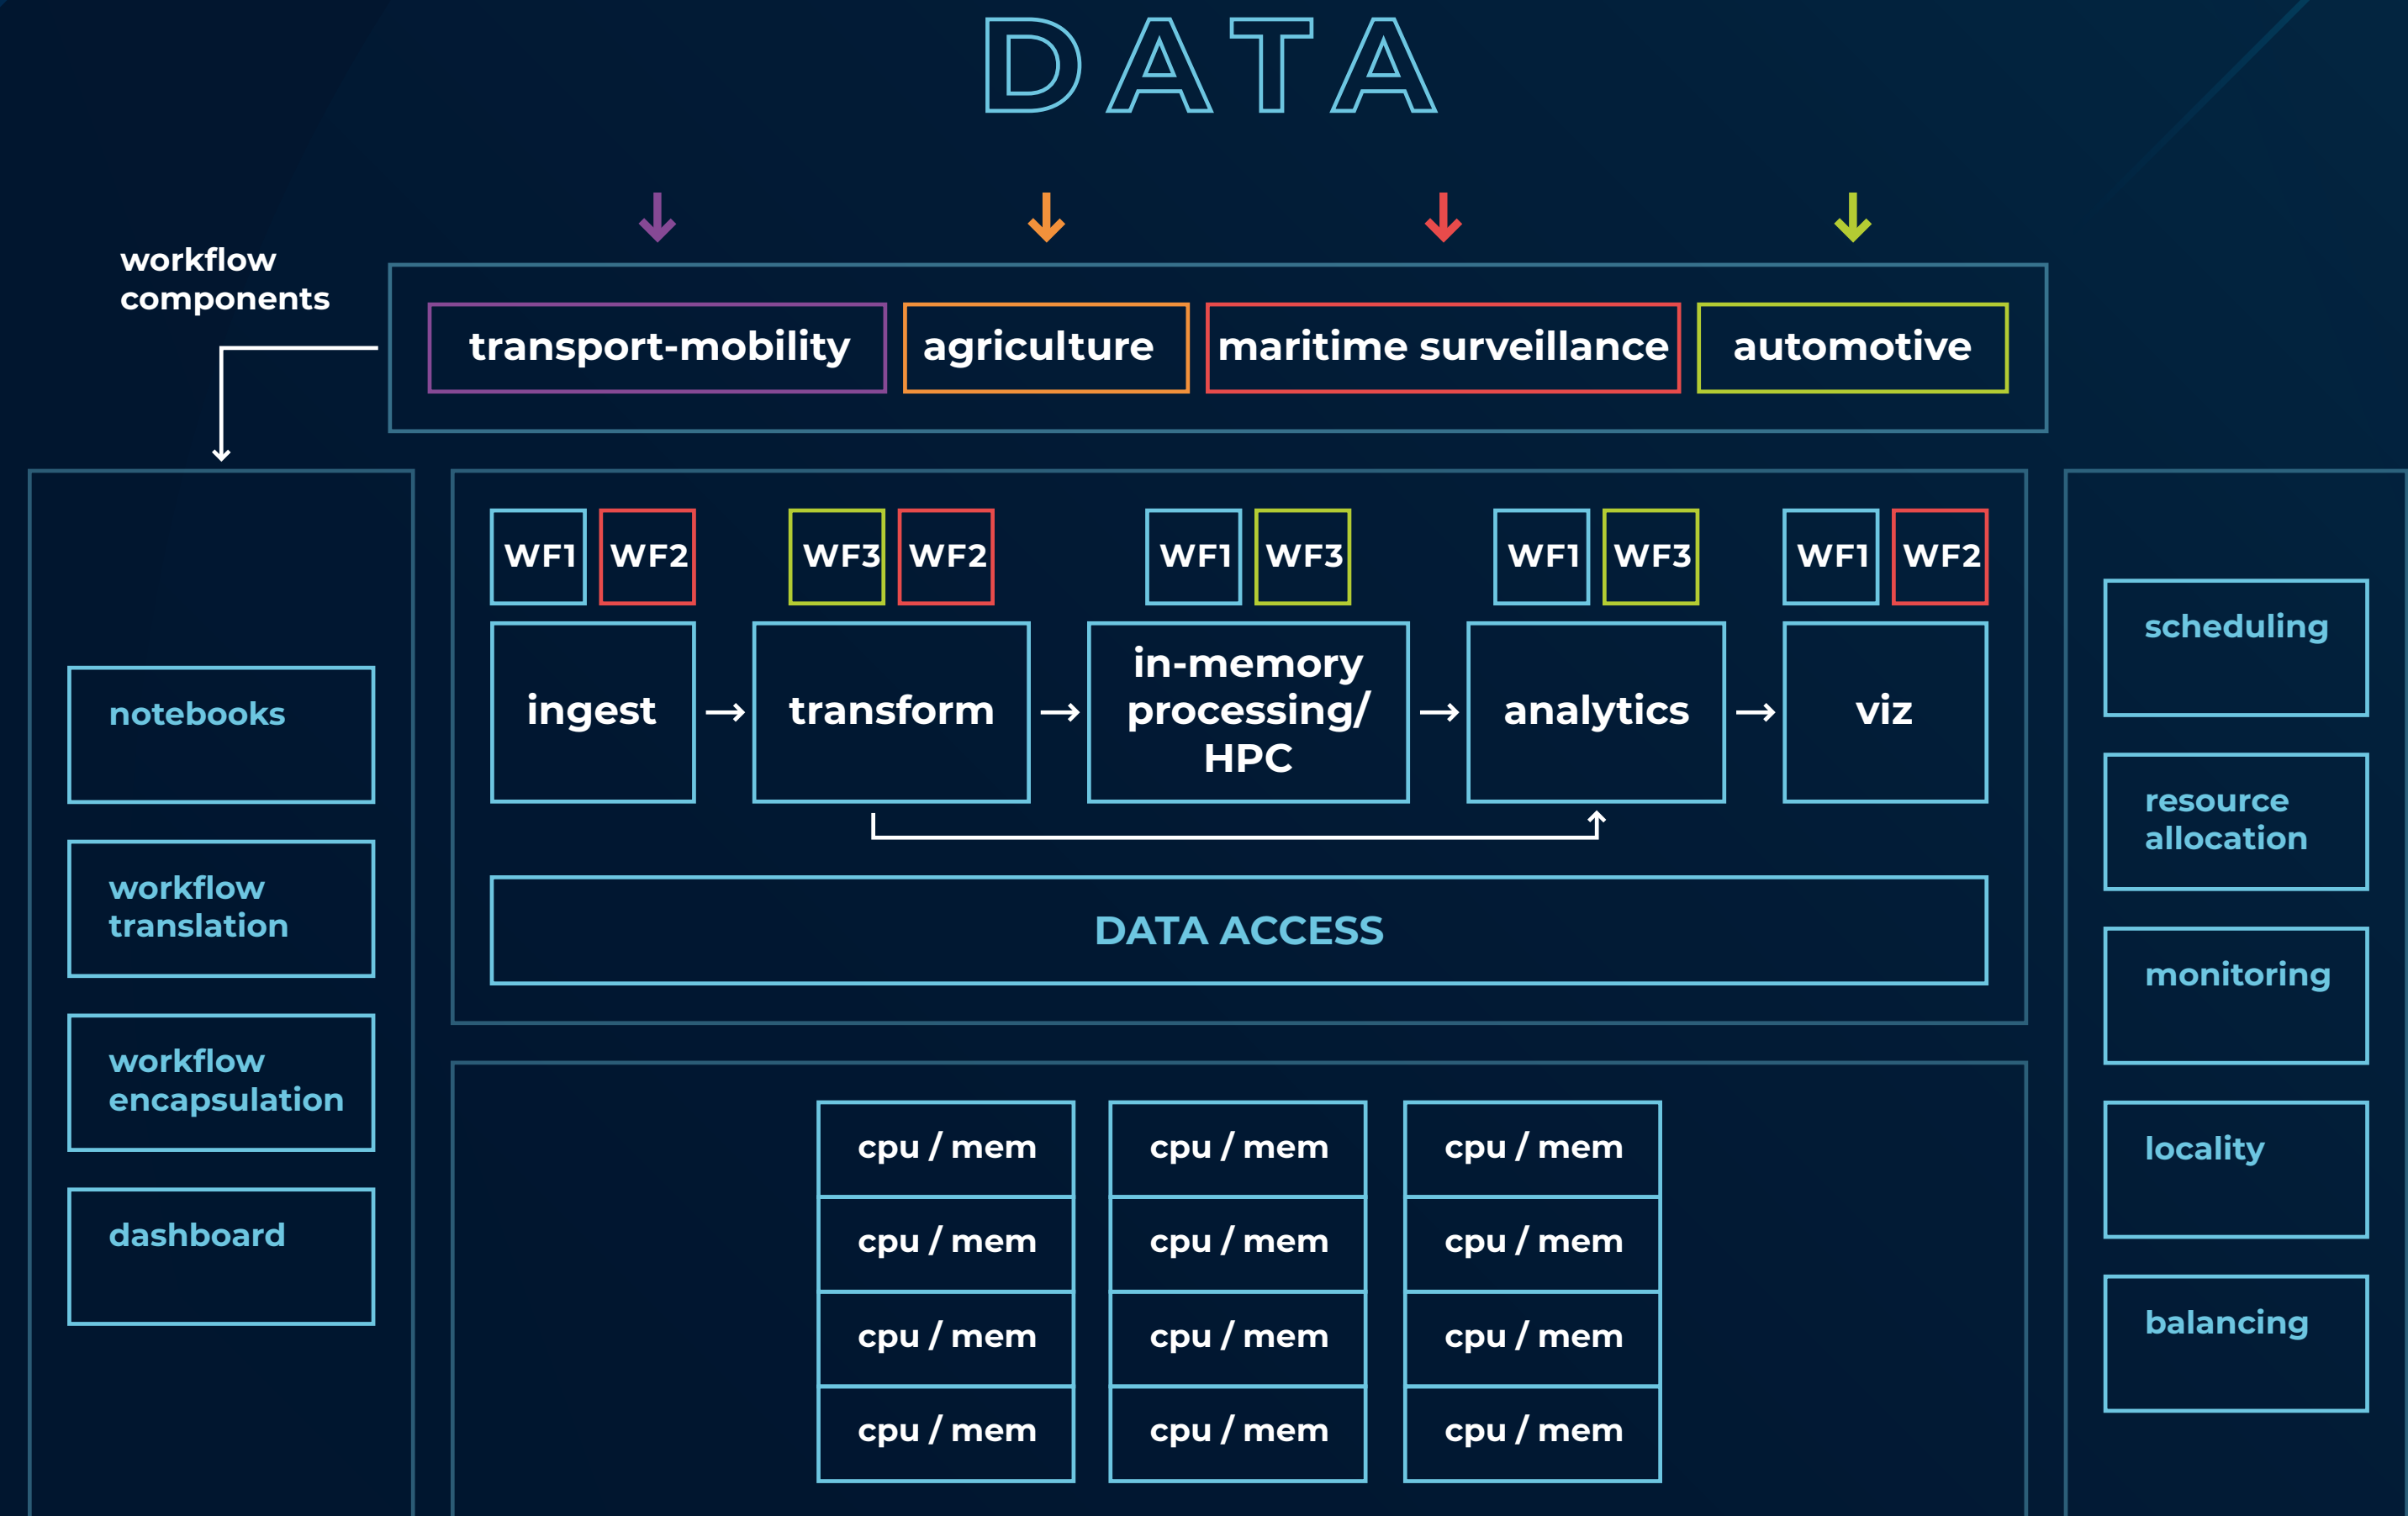 DATA
workflow
components
transport-mobility
agriculture
maritime surveillance
automotive
notebooks
workflow
translation
workflow
encapsulation
dashboard
WF1
WF2
WF3
WF2
WF1
WF3
WF1
WF3
WF1
WF2
ingest
transform
in-memory
processing/
HPC
analytics
viz
DATA ACCESS
cpu / mem
cpu / mem
cpu / mem
cpu / mem
cpu / mem
cpu / mem
cpu / mem
cpu / mem
cpu / mem
cpu / mem
cpu / mem
cpu / mem
scheduling
resource
allocation
monitoring
locality
balancing